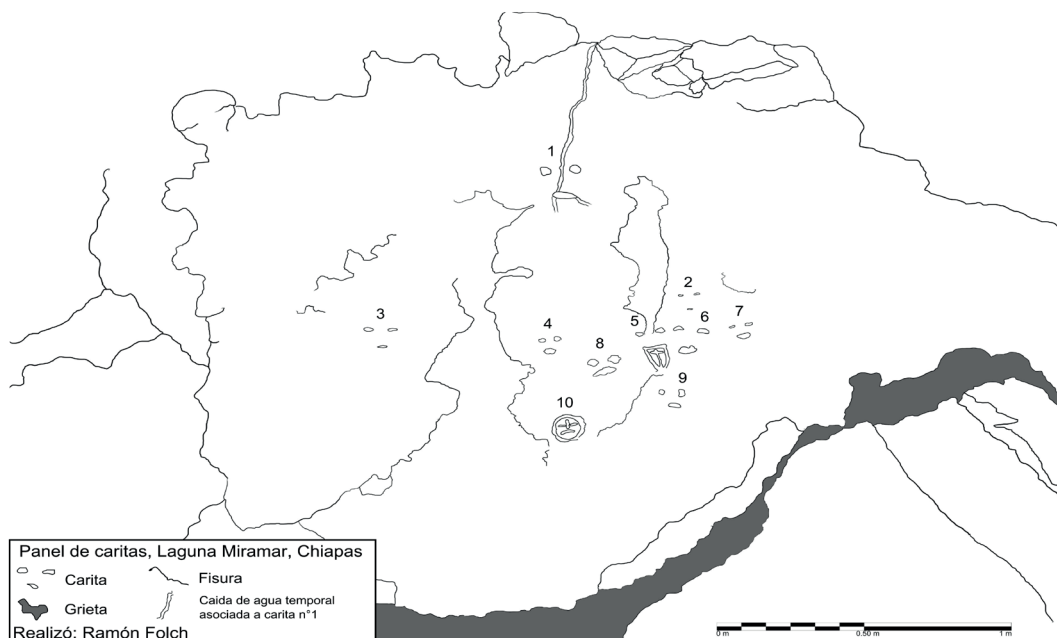 1
2
3
4
5
6
7
8
9
10
Panel de caritas, Laguna Miramar, Chiapas
Carita
Fisura
Grieta
Caida de agua temporal
asociada a carita n°1
Realizó: Ramón Folch
0 m
0.50 m
1 m